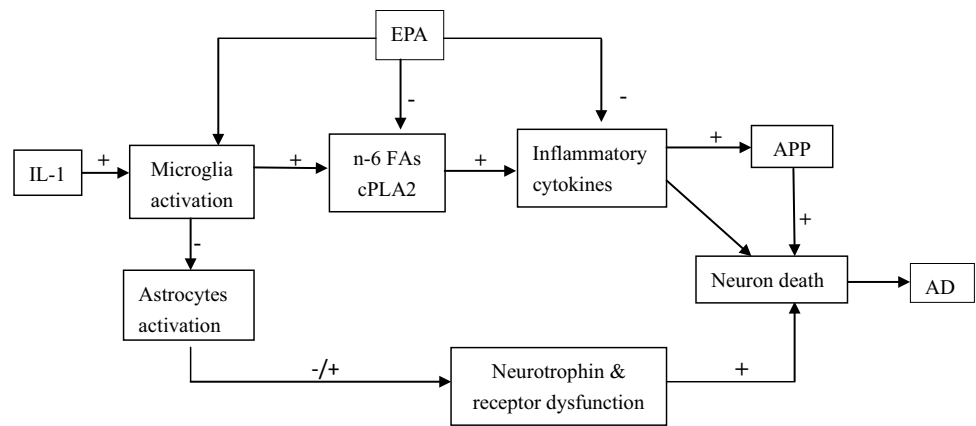 EPA
-
-
IL-1
+
Microglia
activation
+
n-6 FAs
cPLA2
+
Inflammatory
cytokines
+
APP
+
-
Astrocytes
activation
Neuron death
AD
-/+
Neurotrophin &
receptor dysfunction
+